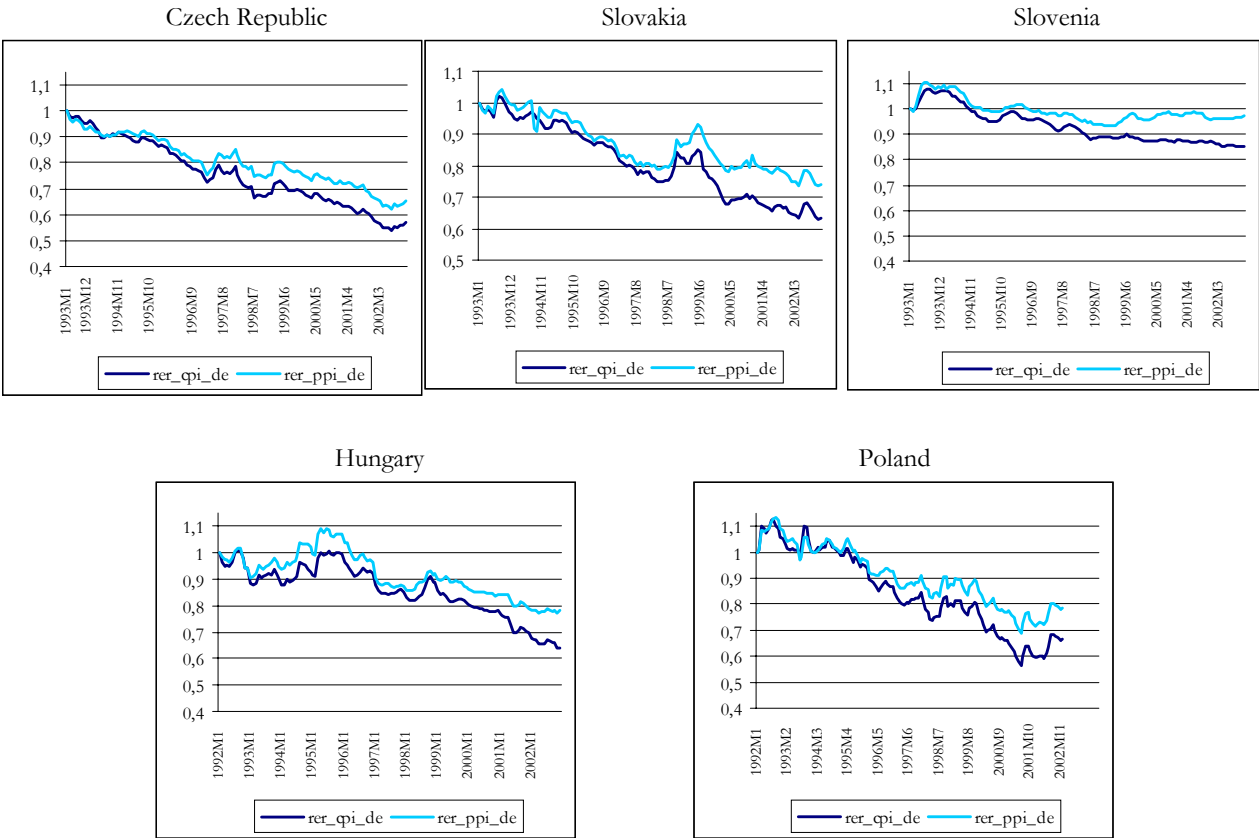 Czech Republic
Slovakia
Slovenia
1,1
1
0,9
0,8
0,7
0,6
0,5
0,4
1993M1
1993M12
1994M11
1995M10
1996M9
1997M8
1998M7
1999M6
2000M5
2001M4
2002M3
rer_cpi_de
rer_ppi_de
1,1
1
0,9
0,8
0,7
0,6
0,5
1993M1
1993M12
1994M11
1995M10
1996M9
1997M8
1998M7
1999M6
2000M5
2001M4
2002M3
rer_cpi_de
rer_ppi_de
1,1
1
0,9
0,8
0,7
0,6
0,5
0,4
1993M1
1993M12
1994M11
1995M10
1996M9
1997M8
1998M7
1999M6
2000M5
2001M4
2002M3
rer_cpi_de
rer_ppi_de
Hungary
Poland
1,1
1
0,9
0,8
0,7
0,6
0,5
0,4
1992M1
1993M1
1994M1
1995M1
1996M1
1997M1
1998M1
1999M1
2000M1
2001M1
2002M1
rer_cpi_de
rer_ppi_de
1,1
1
0,9
0,8
0,7
0,6
0,5
0,4
1992M1
1993M2
1994M3
1995M4
1996M5
1997M6
1998M7
1999M8
2000M9
2001M10
2002M11
rer_cpi_de
rer_ppi_de